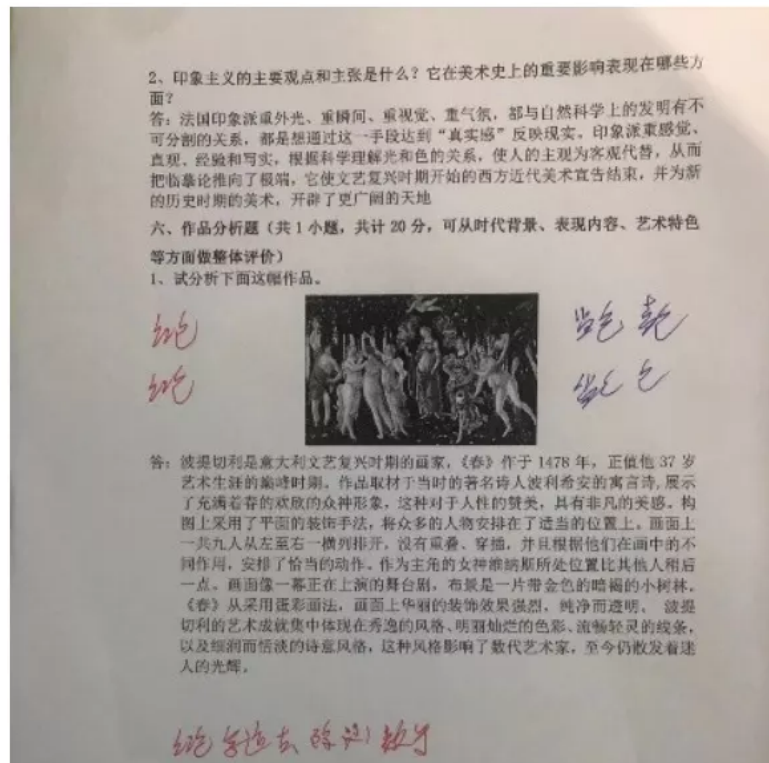 2、印象主义的主要观点和主张是什么？它在美术史上的重要影响表现在哪些方
面？
答：法国印象派重外光、重瞬间、重视觉、重气氛，都与自然科学上的发明有不
可分割的关系，都是想通过这一手段达到“真实感”反映现实。印象派重感觉、
直观、经验和写实，根据科学理解光和色的关系，使人的主观为客观代替，从而
把临摹论推向了极端，它使文艺复兴时期开始的西方近代美术宣告结束，并为新
的历史时期的美术，开辟了更广阔的天地
六、作品分析题（共1小题，共计20分，可从时代背景、表现内容、艺术特色
等方面做整体评价）
1、试分析下面这幅作品。
答：波提切利是意大利文艺复兴时期的画家，《春》作于1478年，正值他37岁
艺术生涯的巅峰时期。作品取材于当时的著名诗人波利希安的寓言诗，展示
了充满着春的欢欣的众神形象，这种对于人性的赞美，具有非凡的美感。构
图上采用了平面的装饰手法，将众多的人物安排在了适当的位置上。画面上
一共九人从左至右一横列排开，没有重叠、穿插，并且根据他们在画中的不
同作用，安排了恰当的动作。作为主角的女神维纳斯所处位置比其他人稍后
一点。画面像一幕正在上演的舞台剧，布景是一片带金色的暗褐的小树林。
《春》从采用蛋彩画法，画面上华丽的装饰效果强烈，纯净而透明。 波提
切利的艺术成就集中体现在秀逸的风格、明丽灿烂的色彩、流畅轻灵的线条，
以及细润而恬淡的诗意风格，这种风格影响了数代艺术家，至今仍散发着迷
人的光辉。